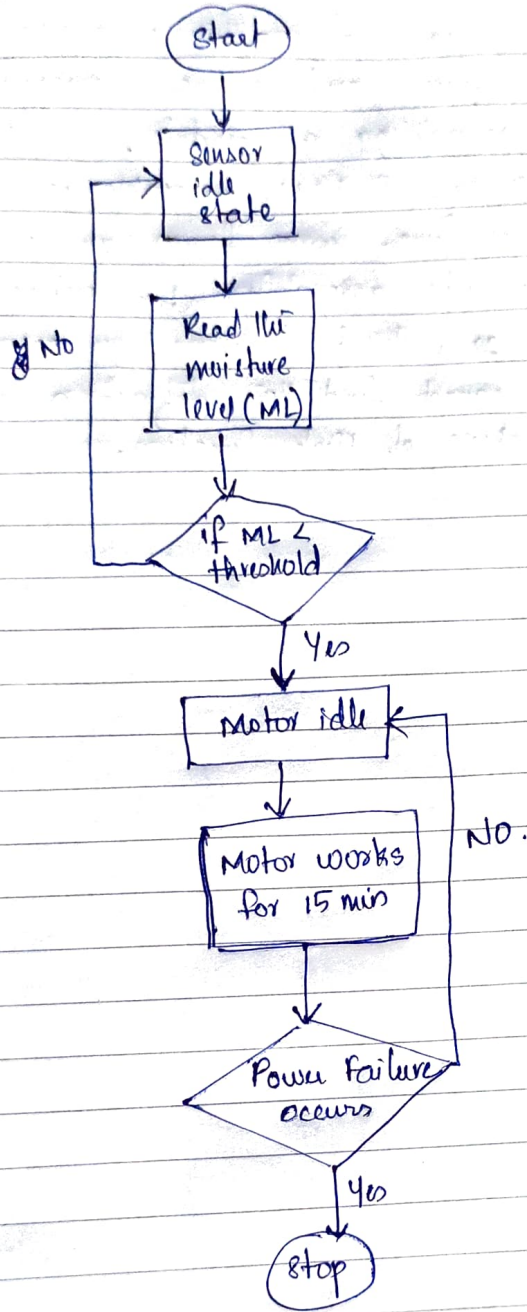 Start
Sensor
idle
state
Read the
moisture
level (ML)
No
if ML <
threshold
Yes
Motor idle
Motor works
for 15 min
NO.
Power Failure
occurs
Yes
Stop